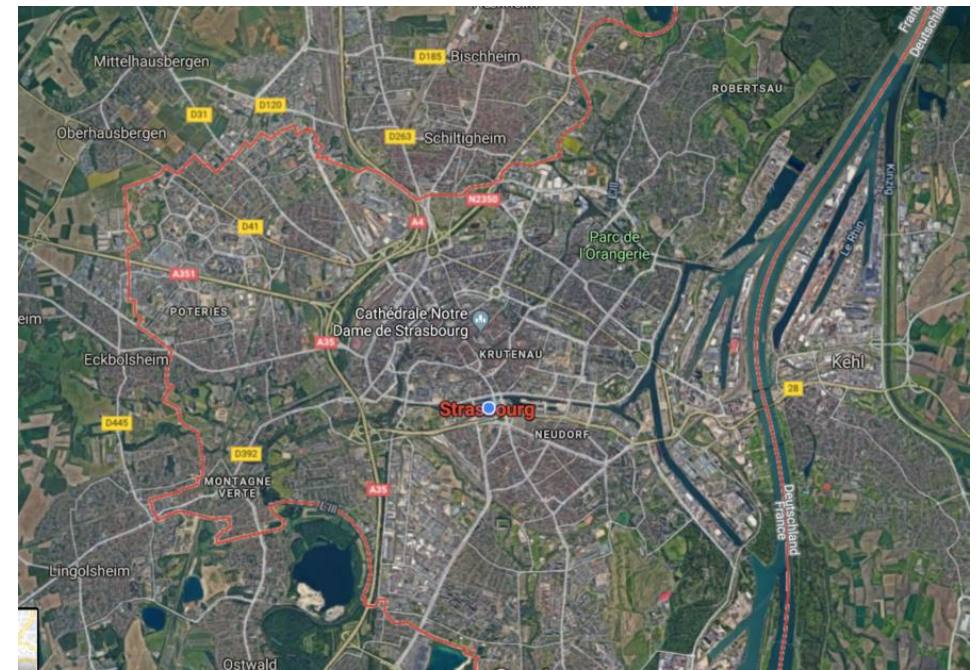 Mittelhausbergen
D185
Bischheim
ROBERTSAU
D31
D120
Oberhausbergen
D263
Schiltigheim
N2350
A4
D41
Parc de
l'Orangerie
Kinzig
Le Rhin
A351
POTERIES
Cathédrale Notre
Dame de Strasbourg
A35
KRUTENAU
Eckbolsheim
Kehl
28
Strasbourg
D445
NEUDORF
D392
MONTAGNE
VERTE
A35
L'Ill
Deutschland
France
Lingolsheim
Ostwald